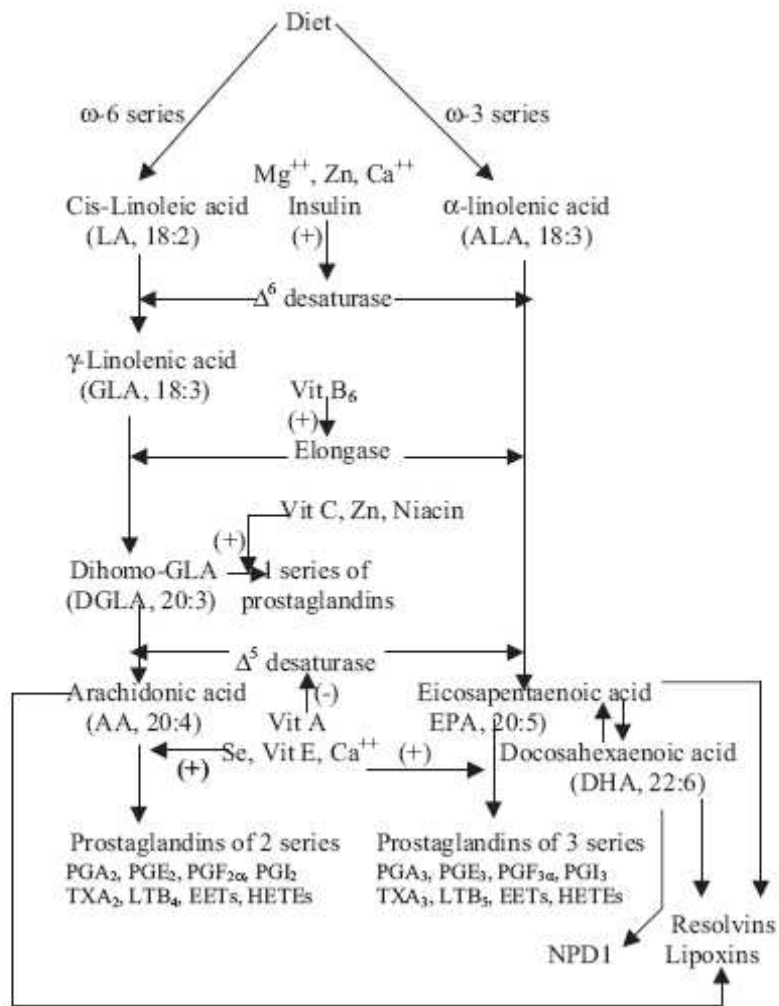 Diet
ω-6 series
ω-3 series
Mg⁺⁺, Zn, Ca⁺⁺
Cis-Linoleic acid
Insulin
α-linolenic acid
(LA, 18:2)
(+)
(ALA, 18:3)
Δ⁶ desaturase
γ-Linolenic acid
(GLA, 18:3)
Vit B₆
(+)
Elongase
Vit C, Zn, Niacin
(+)
Dihomo-GLA
1 series of
(DGLA, 20:3)
prostaglandins
Δ⁵ desaturase
Arachidonic acid
(-)
Eicosapentaenoic acid
(AA, 20:4)
Vit A
EPA, 20:5)
(+)
Se, Vit E, Ca⁺⁺
(+)
Docosahexaenoic acid
(DHA, 22:6)
Prostaglandins of 2 series
Prostaglandins of 3 series
PGA₂, PGE₂, PGF₂α, PGI₂
PGA₃, PGE₃, PGF₃α, PGI₃
TXA₂, LTB₄, EETs, HETEs
TXA₃, LTB₅, EETs, HETEs
Resolvins
NPD1
Lipoxins